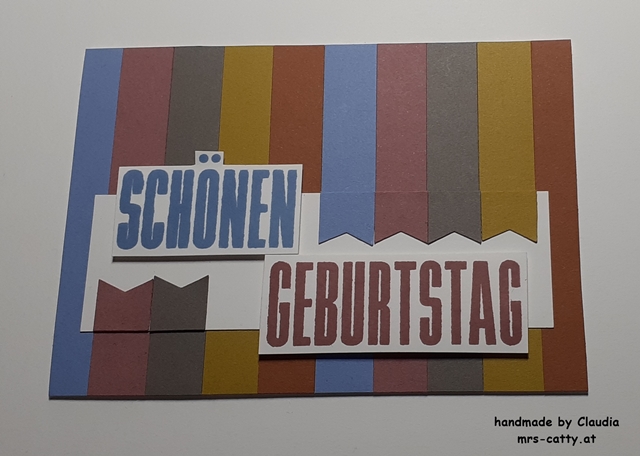 SCHÖNEN
GEBURTSTAG
handmade by Claudia
mrs-catty.at